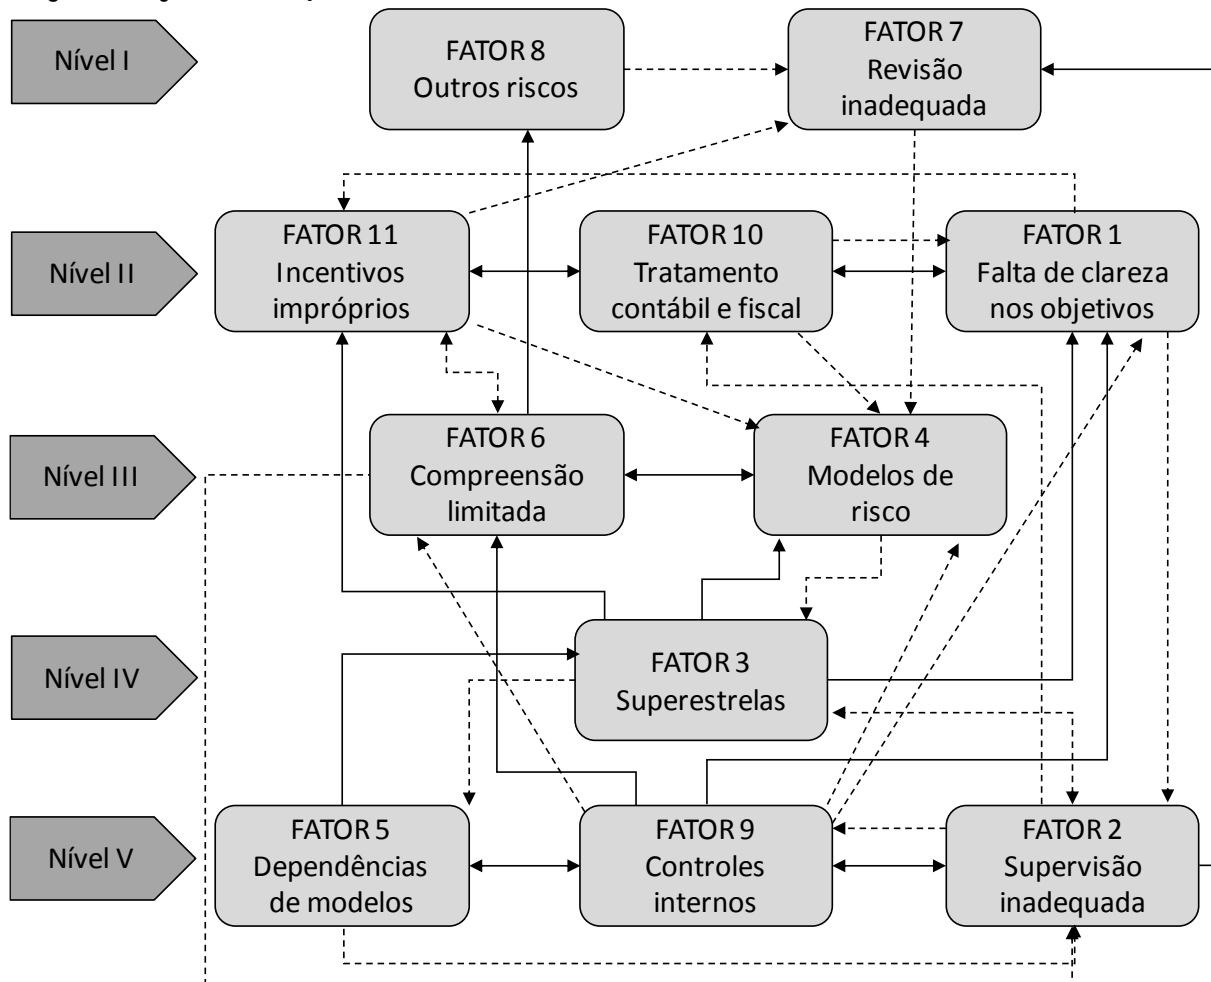 Nível I
FATOR 8
Outros riscos
FATOR 7
Revisão
inadequada
Nível II
FATOR 11
Incentivos
impróprios
FATOR 10
Tratamento
contábil e fiscal
FATOR 1
Falta de clareza
nos objetivos
Nível III
FATOR 6
Compreensão
limitada
FATOR 4
Modelos de
risco
Nível IV
FATOR 3
Superestrelas
Nível V
FATOR 5
Dependências
de modelos
FATOR 9
Controles
internos
FATOR 2
Supervisão
inadequada